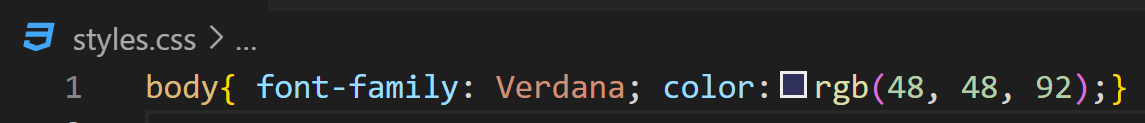 styles.css > ...
1 body{ font-family: Verdana; color: rgb(48, 48, 92);}